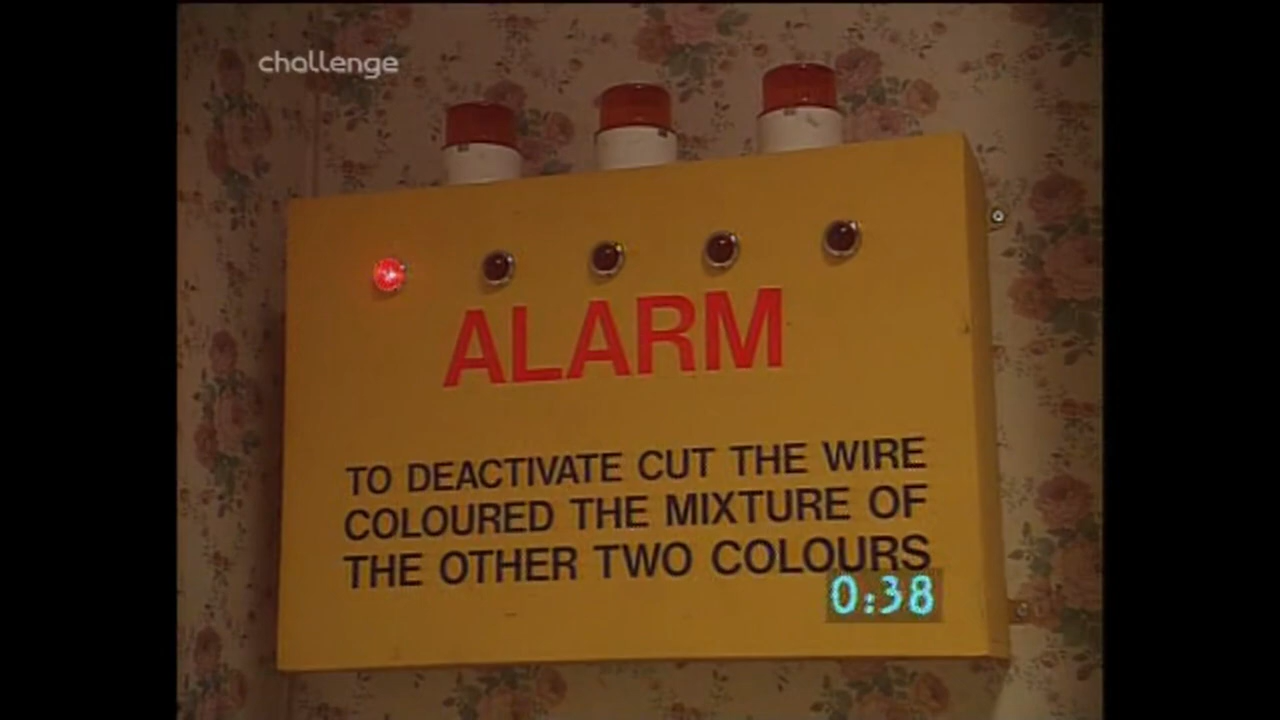 challenge
ALARM
TO DEACTIVATE CUT THE WIRE
COLOURED THE MIXTURE OF
THE OTHER TWO COLOURS
0:38